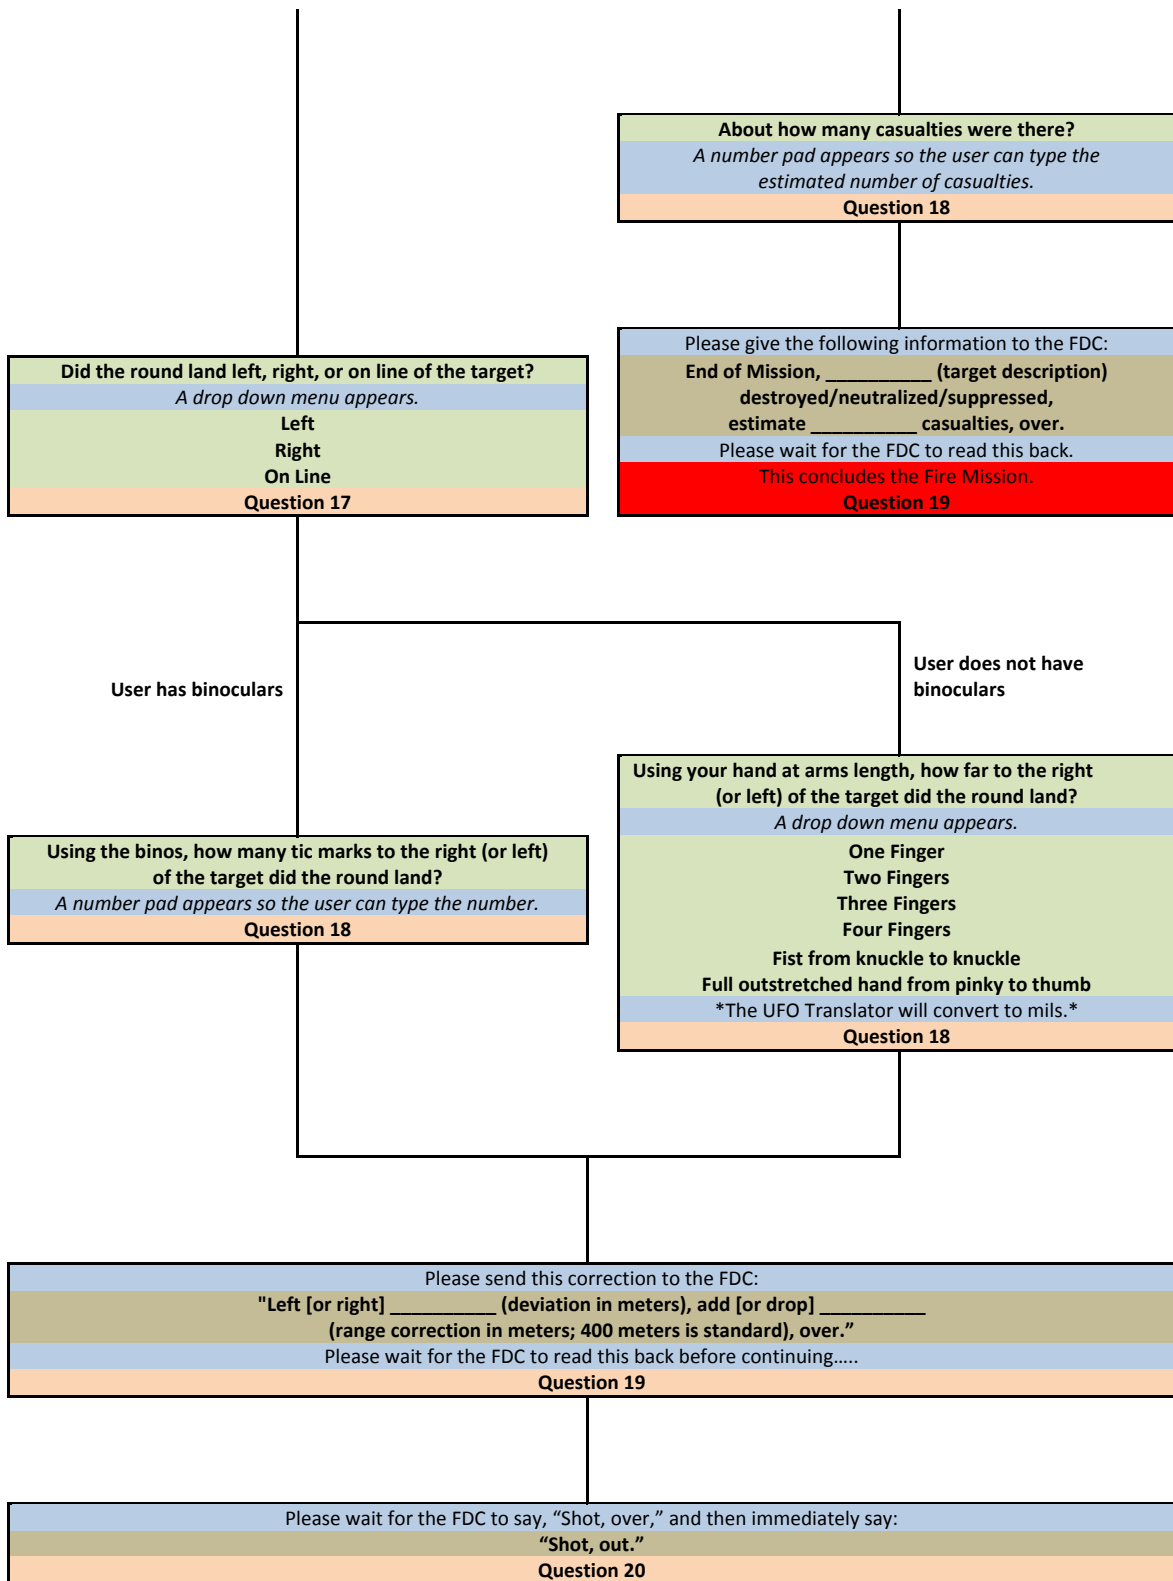 About how many casualties were there?
A number pad appears so the user can type the
estimated number of casualties.
Question 18
Please give the following information to the FDC:
End of Mission, __________ (target description)
destroyed/neutralized/suppressed,
estimate __________ casualties, over.
Please wait for the FDC to read this back.
This concludes the Fire Mission.
Question 19
Did the round land left, right, or on line of the target?
A drop down menu appears.
Left
Right
On Line
Question 17
User has binoculars
User does not have
binoculars
Using the binos, how many tic marks to the right (or left)
of the target did the round land?
A number pad appears so the user can type the number.
Question 18
Using your hand at arms length, how far to the right
(or left) of the target did the round land?
A drop down menu appears.
One Finger
Two Fingers
Three Fingers
Four Fingers
Fist from knuckle to knuckle
Full outstretched hand from pinky to thumb
*The UFO Translator will convert to mils.*
Question 18
Please send this correction to the FDC:
"Left [or right] __________ (deviation in meters), add [or drop] __________
(range correction in meters; 400 meters is standard), over.”
Please wait for the FDC to read this back before continuing…..
Question 19
Please wait for the FDC to say, “Shot, over,” and then immediately say:
“Shot, out.”
Question 20